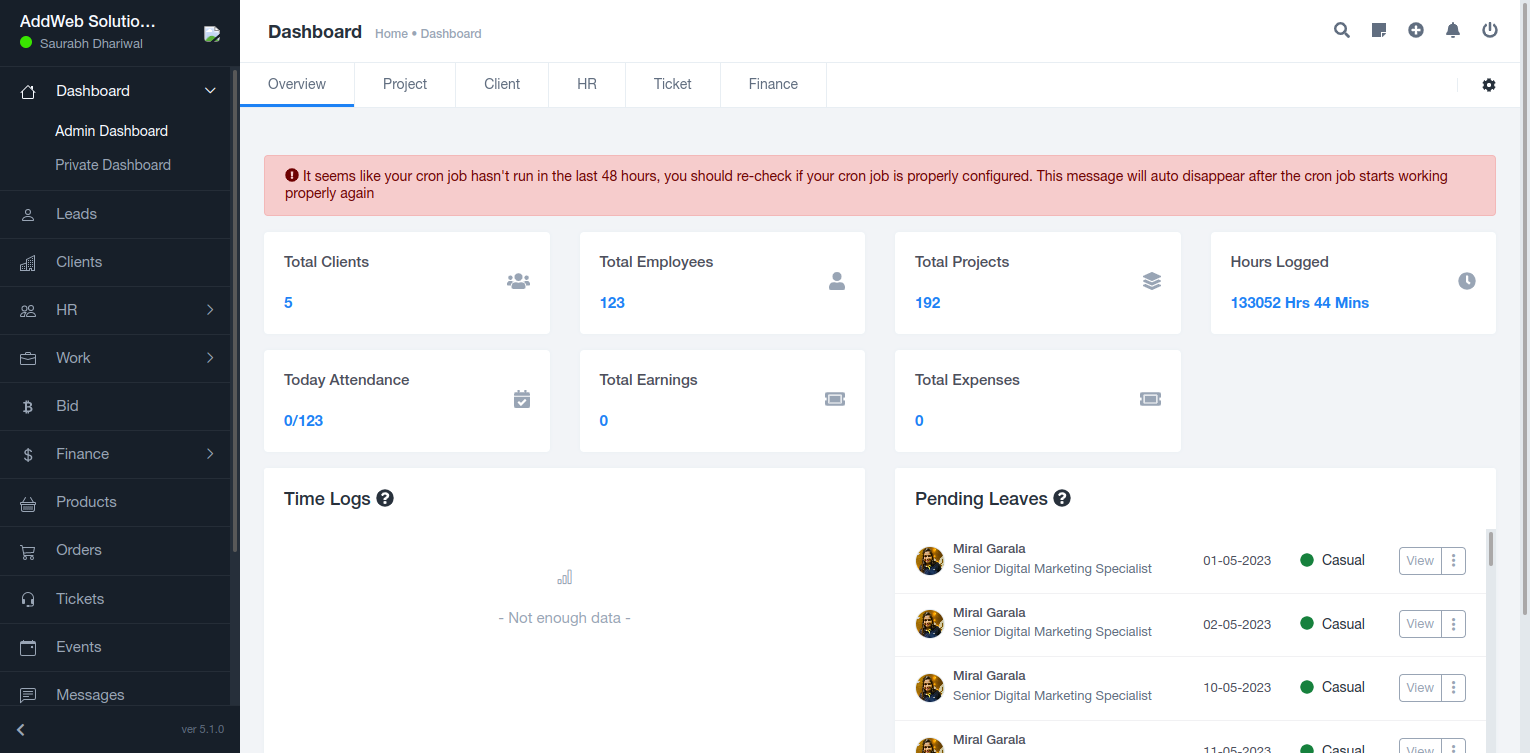 AddWeb Solutio...
Saurabh Dhariwal
Dashboard
Admin Dashboard
Private Dashboard
Leads
Clients
HR
Work
Bid
Finance
Products
Orders
Tickets
Events
Messages
ver 5.1.0
Dashboard Home • Dashboard
Overview Project Client HR Ticket Finance
It seems like your cron job hasn't run in the last 48 hours, you should re-check if your cron job is properly configured. This message will auto disappear after the cron job starts working
properly again
Total Clients
5
Total Employees
123
Total Projects
192
Hours Logged
133052 Hrs 44 Mins
Today Attendance
0/123
Total Earnings
0
Total Expenses
0
Time Logs
- Not enough data -
Pending Leaves
Miral Garala
Senior Digital Marketing Specialist
01-05-2023 Casual View
Miral Garala
Senior Digital Marketing Specialist
02-05-2023 Casual View
Miral Garala
Senior Digital Marketing Specialist
10-05-2023 Casual View
Miral Garala
11-05-2023 Casual View